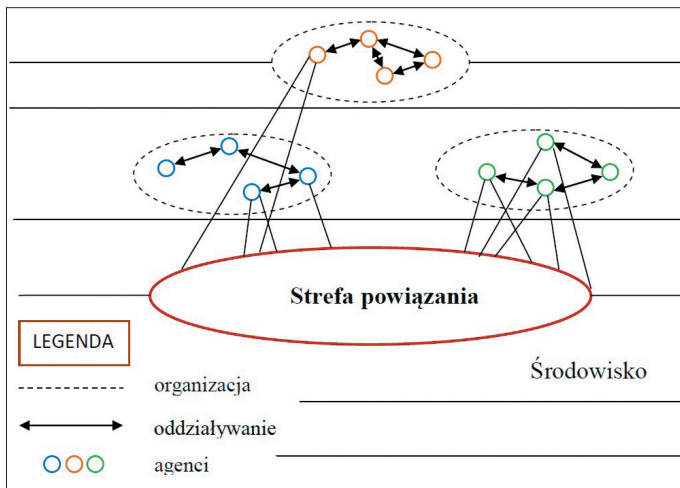 Strefa powiązania
LEGENDA
Środowisko
organizacja
oddziaływanie
agenci